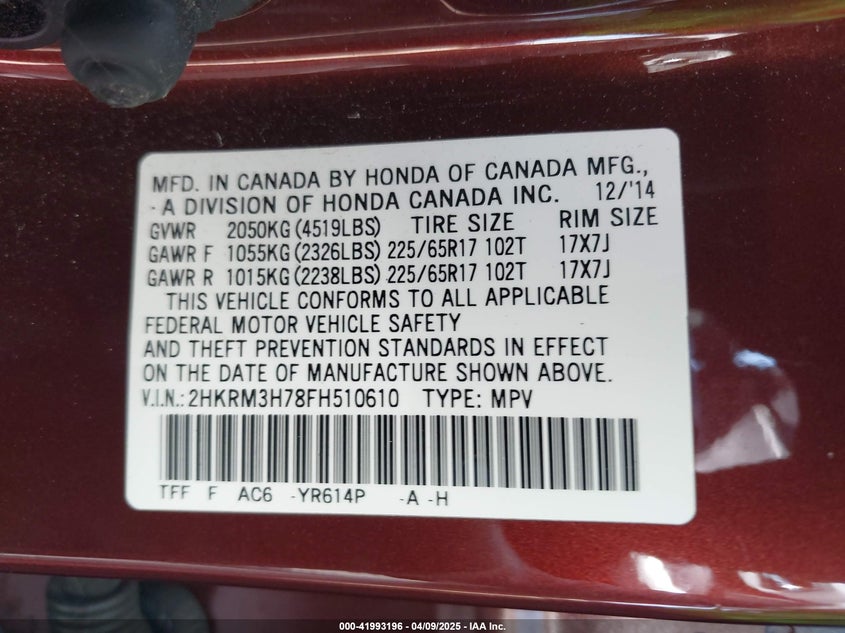 MFD. IN CANADA BY HONDA OF CANADA MFG.,
-A DIVISION OF HONDA CANADA INC. 12/'14
GVWR 2050KG(4519LBS) TIRE SIZE RIM SIZE
GAWR F 1055KG(2326LBS) 225/65R17 102T 17X7J
GAWR R 1015KG(2238LBS) 225/65R17 102T 17X7J
THIS VEHICLE CONFORMS TO ALL APPLICABLE
FEDERAL MOTOR VEHICLE SAFETY
AND THEFT PREVENTION STANDARDS IN EFFECT
ON THE DATE OF MANUFACTURE SHOWN ABOVE.
V.I.N.: 2HKRM3H78FH510610 TYPE: MPV
TFF F AC6 -YR614P -A -H
000-41993196 - 04/09/2025 - IAA Inc.